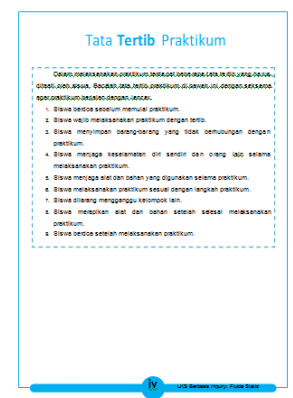 Tata Tertib Praktikum
Dalam melaksanakan praktikum terdapat beberapa tata tertib yang harus
ditaati oleh siswa. Bacalah tata tertib praktikum di bawah ini dengan seksama
agar praktikum berjalan dengan lancar.
1. Siswa berdoa sebelum memulai praktikum.
2. Siswa wajib melaksanakan praktikum dengan tertib.
3. Siswa menyimpan barang-barang yang tidak berhubungan dengan
praktikum.
4. Siswa menjaga keselamatan diri sendiri dan orang lain selama
melaksanakan praktikum.
5. Siswa menjaga alat dan bahan yang digunakan selama praktikum.
6. Siswa melaksanakan praktikum sesuai dengan langkah praktikum.
7. Siswa dilarang mengganggu kelompok lain.
8. Siswa merapikan alat dan bahan setelah selesai melaksanakan
praktikum.
9. Siswa berdoa setelah melaksanakan praktikum.
iv
LKS Berbasis Inquiry: Fluida Statis